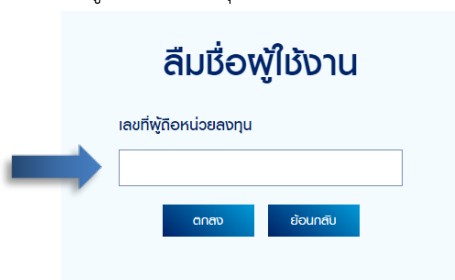 ลืมชื่อผู้ใช้งาน
เลขที่ผู้ถือหน่วยลงทุน
ตกลง ย้อนกลับ